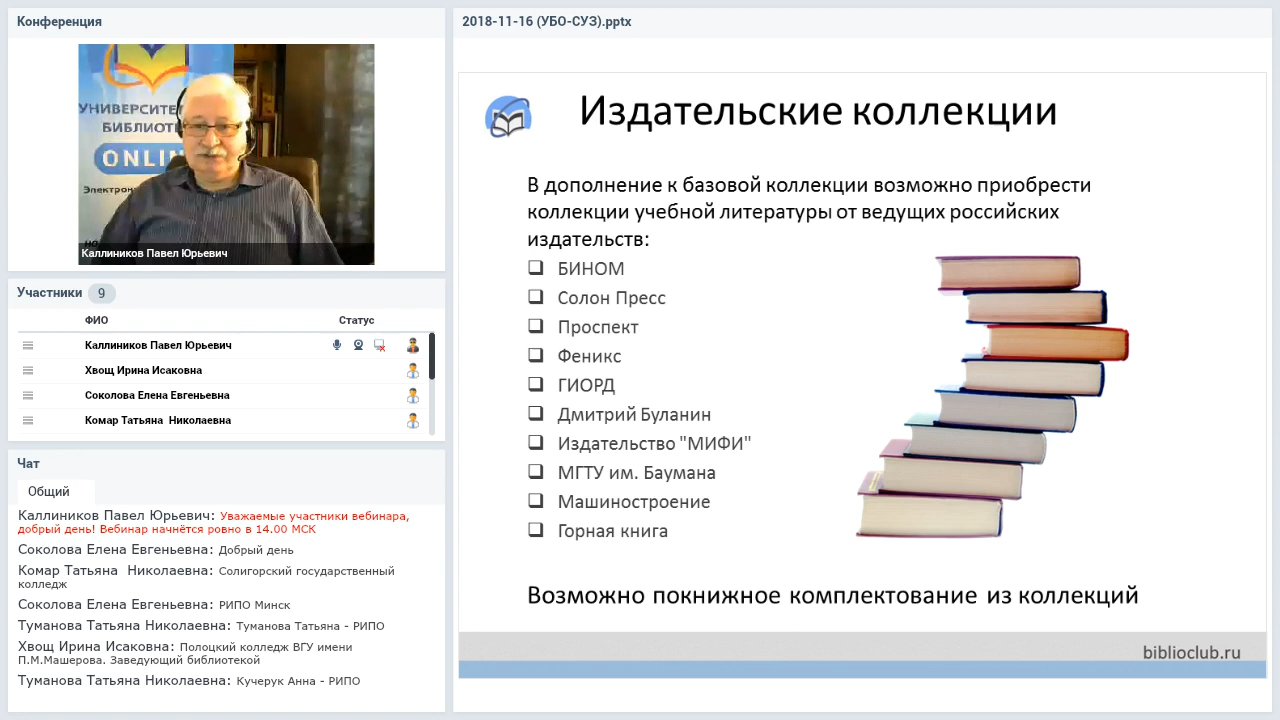 Конференция
УНИВЕРСИТЕ
БИБЛИОТЕ
ONLIN
Электрон
Каллиников Павел Юрьевич
Участники 9
ФИО Статус
Каллиников Павел Юрьевич
Хвощ Ирина Исаковна
Соколова Елена Евгеньевна
Комар Татьяна Николаевна
Чат
Общий
Каллиников Павел Юрьевич: Уважаемые участники вебинара,
добрый день! Вебинар начнётся ровно в 14.00 МСК
Соколова Елена Евгеньевна: Добрый день
Комар Татьяна Николаевна: Солигорский государственный
колледж
Соколова Елена Евгеньевна: РИПО Минск
Туманова Татьяна Николаевна: Туманова Татьяна - РИПО
Хвощ Ирина Исаковна: Полоцкий колледж ВГУ имени
П.М.Машерова. Заведующий библиотекой
Туманова Татьяна Николаевна: Кучерук Анна - РИПО
2018-11-16 (УБО-СУЗ).pptx
Издательские коллекции
В дополнение к базовой коллекции возможно приобрести
коллекции учебной литературы от ведущих российских
издательств:
БИНОМ
Солон Пресс
Проспект
Феникс
ГИОРД
Дмитрий Буланин
Издательство "МИФИ"
МГТУ им. Баумана
Машиностроение
Горная книга
Возможно покнижное комплектование из коллекций
biblioclub.ru